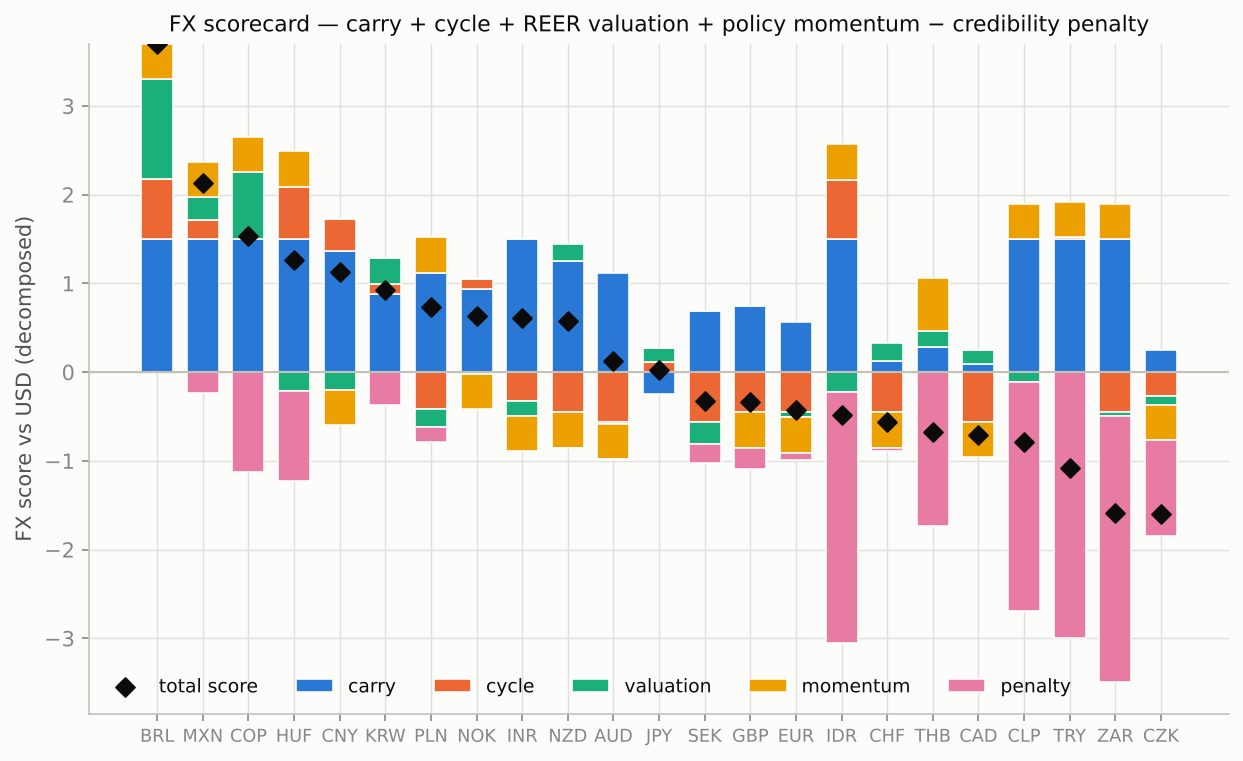 FX scorecard — carry + cycle + REER valuation + policy momentum − credibility penalty
FX score vs USD (decomposed)
3
2
1
0
−1
−2
−3
total score carry cycle valuation momentum penalty
BRL MXN COP HUF CNY KRW PLN NOK INR NZD AUD JPY SEK GBP EUR IDR CHF THB CAD CLP TRY ZAR CZK